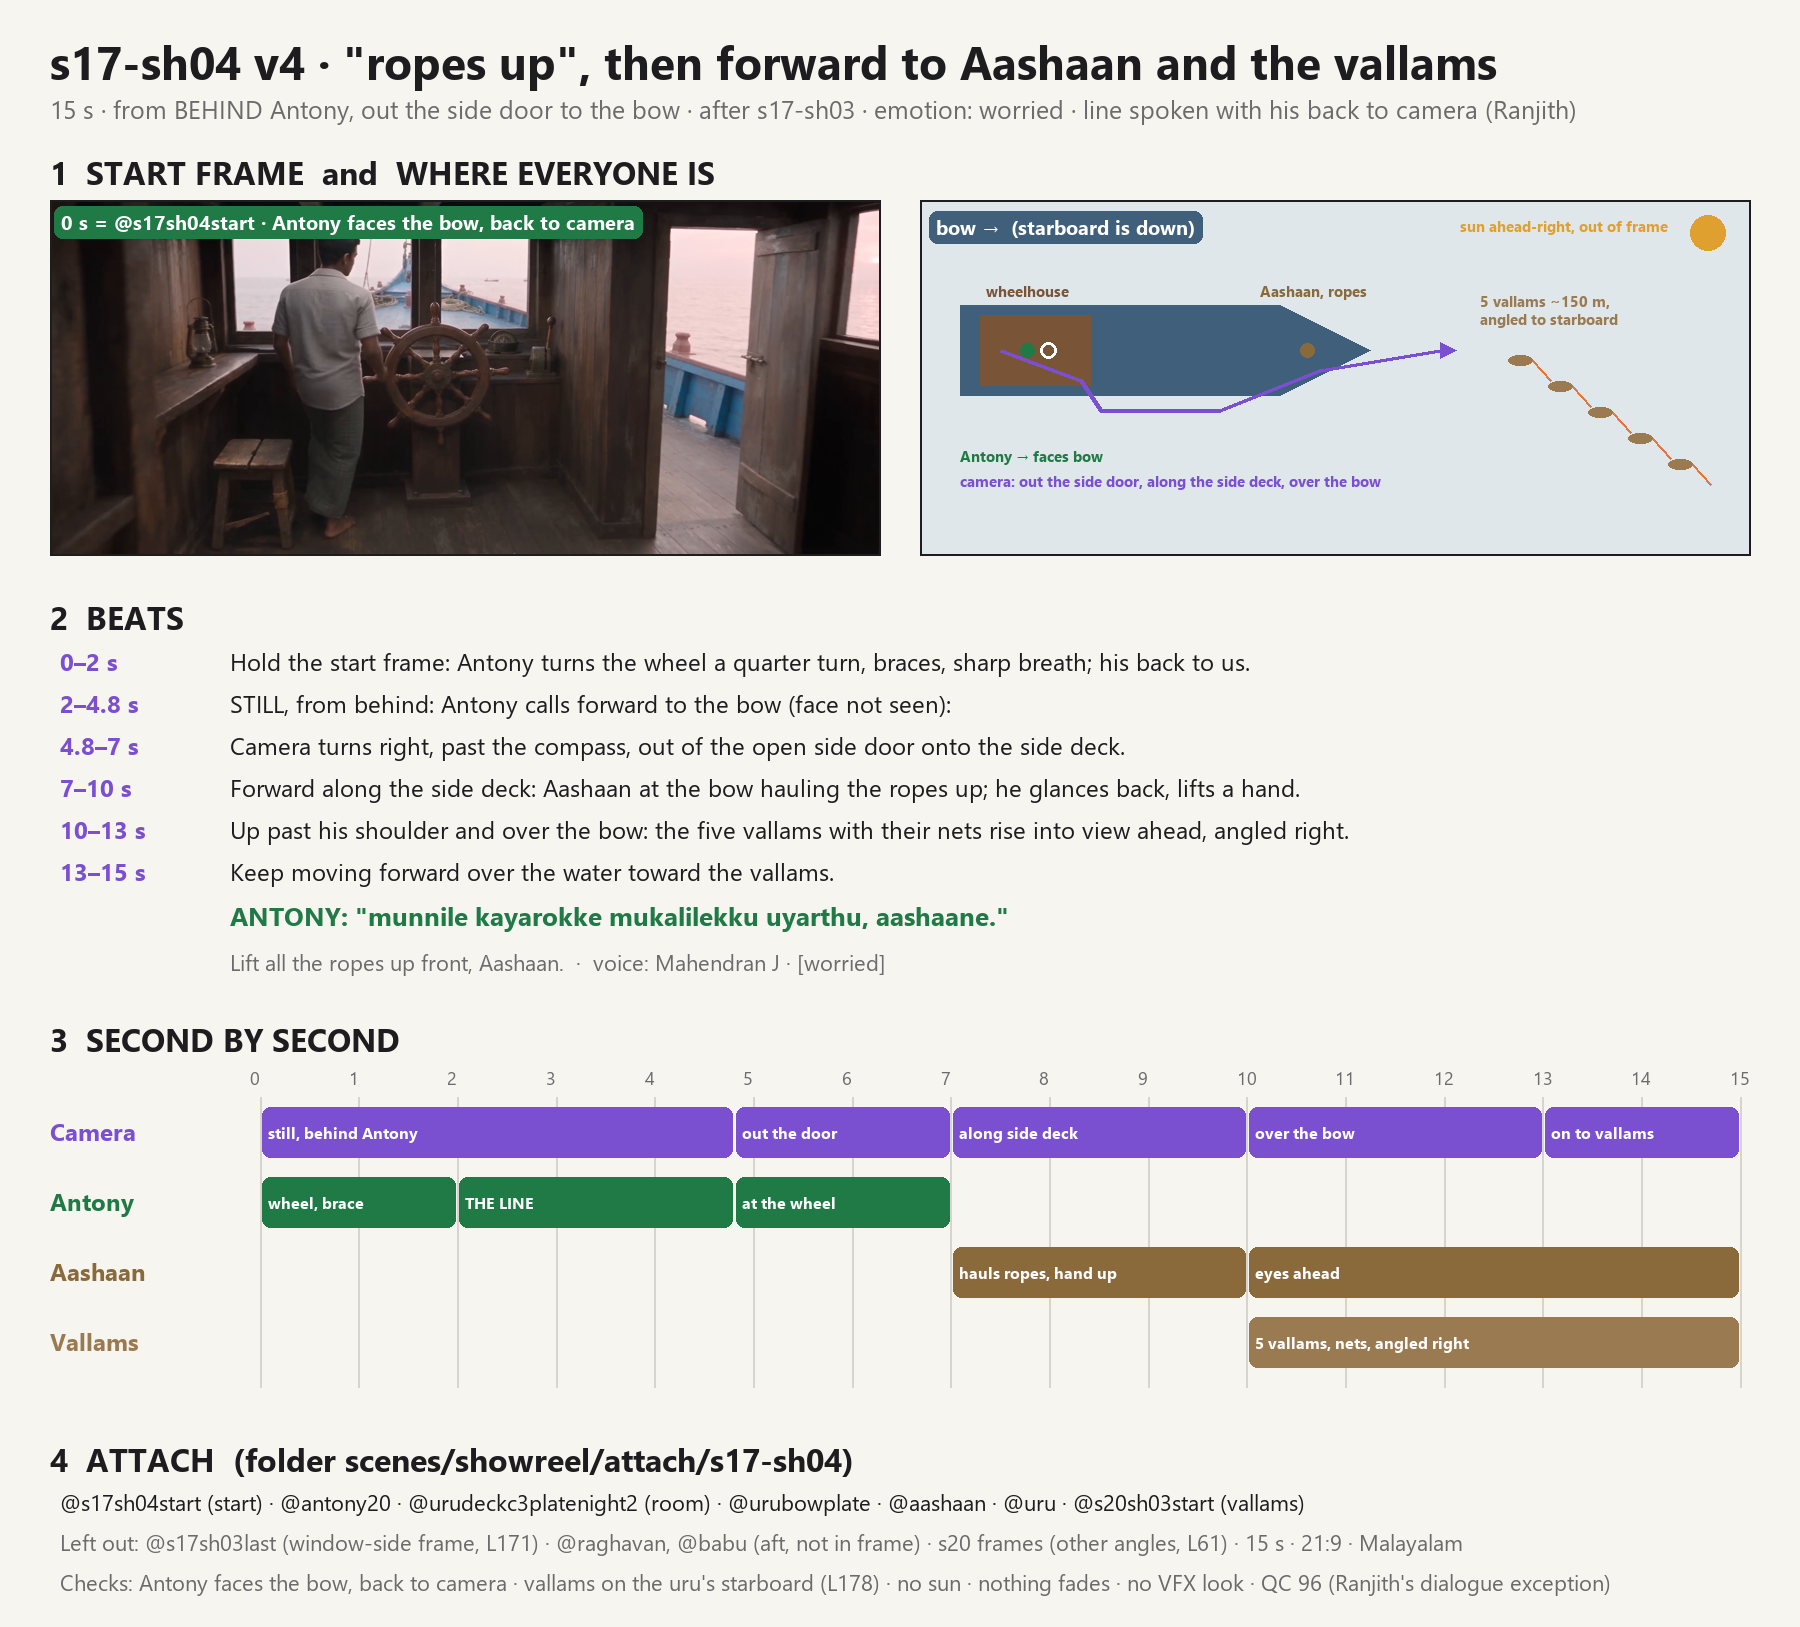 s17-sh04 v4 · "ropes up", then forward to Aashaan and the vallams
15 s · from BEHIND Antony, out the side door to the bow · after s17-sh03 · emotion: worried · line spoken with his back to camera (Ranjith)
1 START FRAME and WHERE EVERYONE IS
0 s = @s17sh04start · Antony faces the bow, back to camera
bow → (starboard is down)
sun ahead-right, out of frame
wheelhouse
Aashaan, ropes
5 vallams ~150 m,
angled to starboard
Antony → faces bow
camera: out the side door, along the side deck, over the bow
2 BEATS
0–2 s Hold the start frame: Antony turns the wheel a quarter turn, braces, sharp breath; his back to us.
2–4.8 s STILL, from behind: Antony calls forward to the bow (face not seen):
4.8–7 s Camera turns right, past the compass, out of the open side door onto the side deck.
7–10 s Forward along the side deck: Aashaan at the bow hauling the ropes up; he glances back, lifts a hand.
10–13 s Up past his shoulder and over the bow: the five vallams with their nets rise into view ahead, angled right.
13–15 s Keep moving forward over the water toward the vallams.
ANTONY: "munnile kayarokke mukalilekku uyarthu, aashaane."
Lift all the ropes up front, Aashaan. · voice: Mahendran J · [worried]
3 SECOND BY SECOND
0 1 2 3 4 5 6 7 8 9 10 11 12 13 14 15
Camera still, behind Antony out the door along side deck over the bow on to vallams
Antony wheel, brace THE LINE at the wheel
Aashaan hauls ropes, hand up eyes ahead
Vallams 5 vallams, nets, angled right
4 ATTACH (folder scenes/showreel/attach/s17-sh04)
@s17sh04start (start) · @antony20 · @urudeckc3platenight2 (room) · @urubowplate · @aashaan · @uru · @s20sh03start (vallams)
Left out: @s17sh03last (window-side frame, L171) · @raghavan, @babu (aft, not in frame) · s20 frames (other angles, L61) · 15 s · 21:9 · Malayalam
Checks: Antony faces the bow, back to camera · vallams on the uru's starboard (L178) · no sun · nothing fades · no VFX look · QC 96 (Ranjith's dialogue exception)